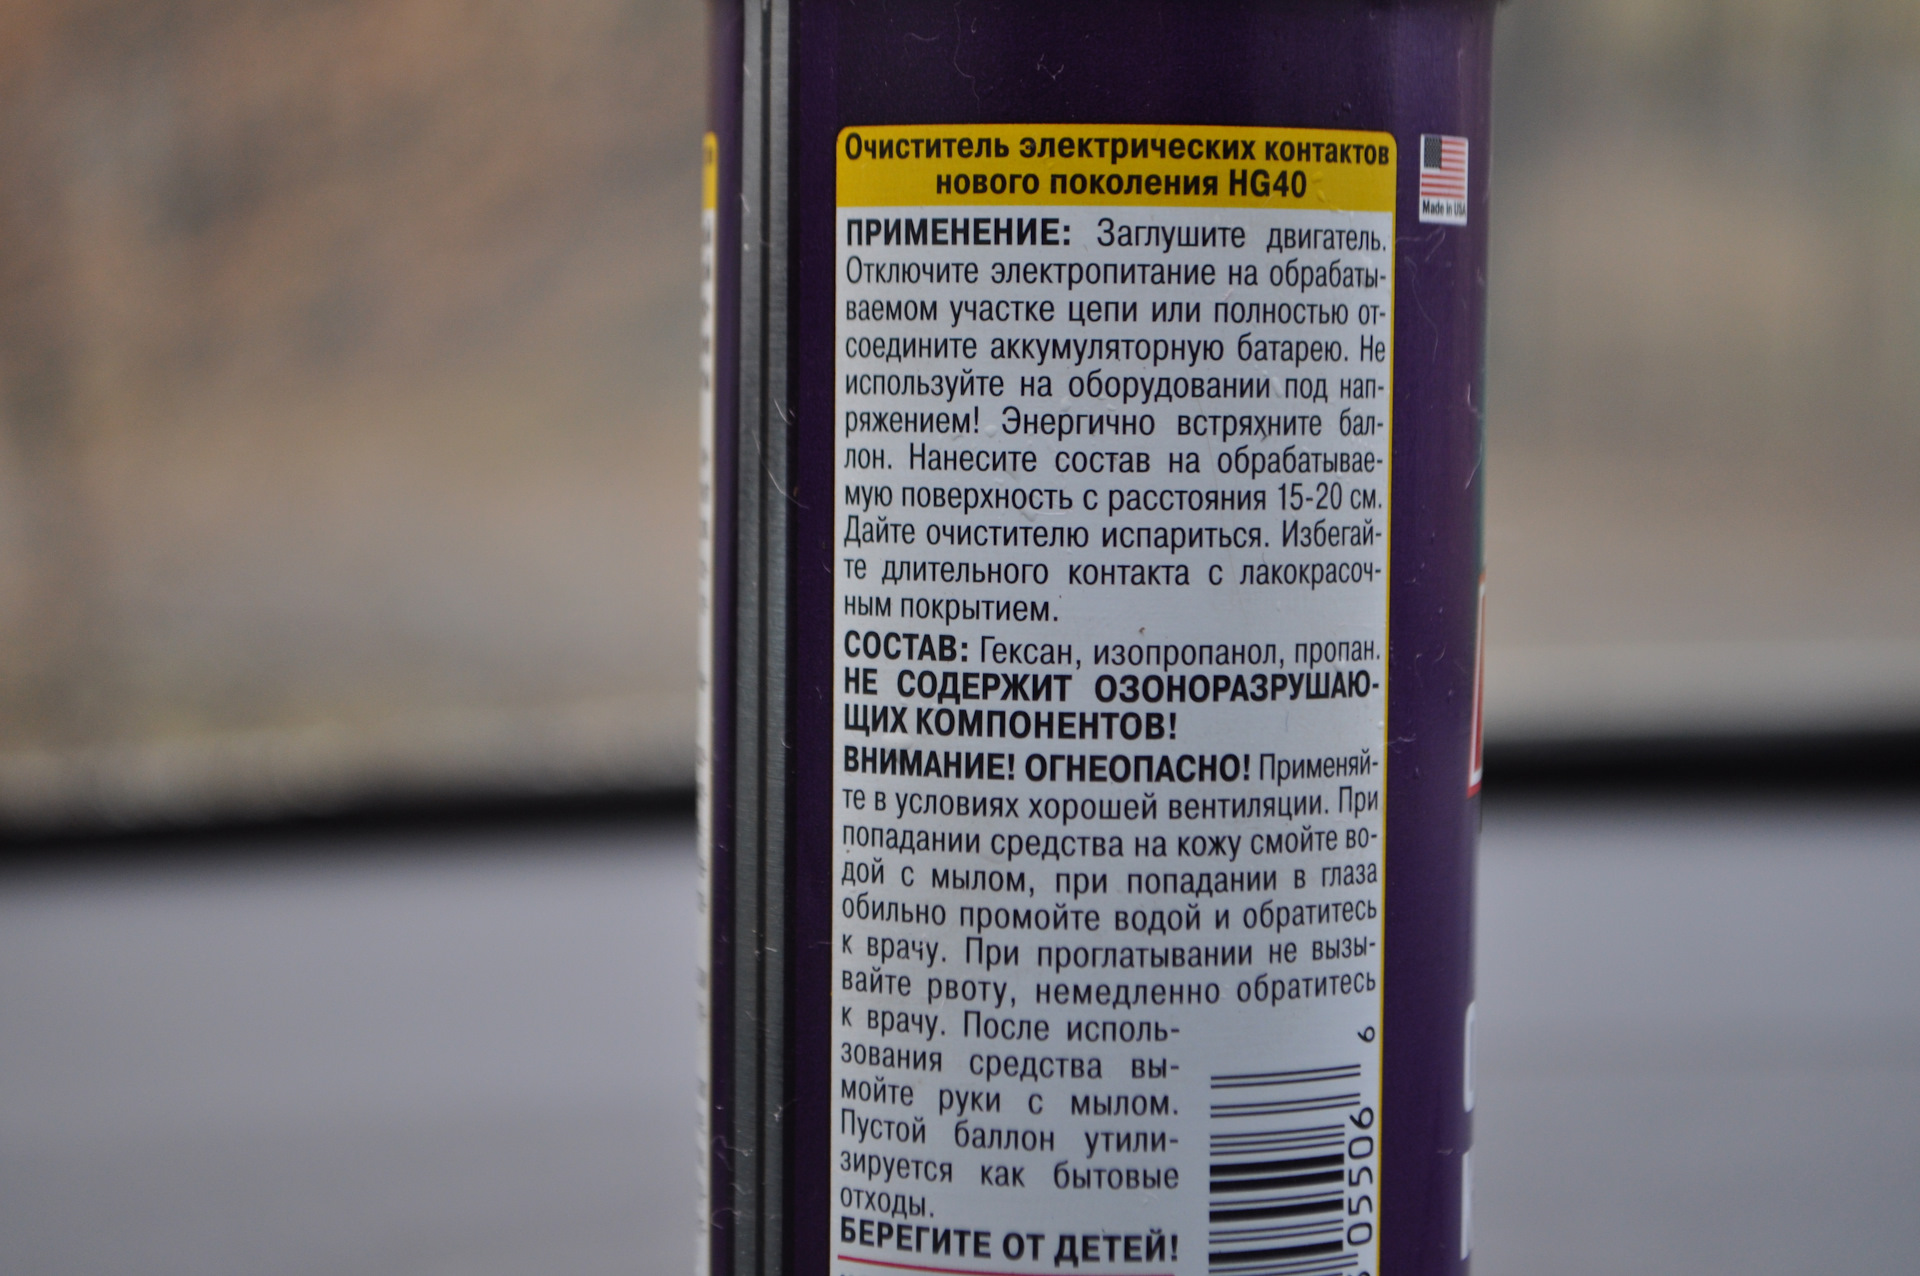 Очиститель электрических контактов
нового поколения HG40
Made in USA
ПРИМЕНЕНИЕ: Заглушите двигатель.
Отключите электропитание на обрабаты-
ваемом участке цепи или полностью от-
соедините аккумуляторную батарею. Не
используйте на оборудовании под нап-
ряжением! Энергично встряхните бал-
лон. Нанесите состав на обрабатывае-
мую поверхность с расстояния 15-20 см.
Дайте очистителю испариться. Избегай-
те длительного контакта с лакокрасоч-
ным покрытием.
СОСТАВ: Гексан, изопропанол, пропан.
НЕ СОДЕРЖИТ ОЗОНОРАЗРУШАЮ-
ЩИХ КОМПОНЕНТОВ!
ВНИМАНИЕ! ОГНЕОПАСНО! Применяй-
те в условиях хорошей вентиляции. При
попадании средства на кожу смойте во-
дой с мылом, при попадании в глаза
обильно промойте водой и обратитесь
к врачу. При проглатывании не вызы-
вайте рвоту, немедленно обратитесь
к врачу. После исполь-
зования средства вы-
мойте руки с мылом.
Пустой баллон утили-
зируется как бытовые
отходы.
БЕРЕГИТЕ ОТ ДЕТЕЙ!
05506 6